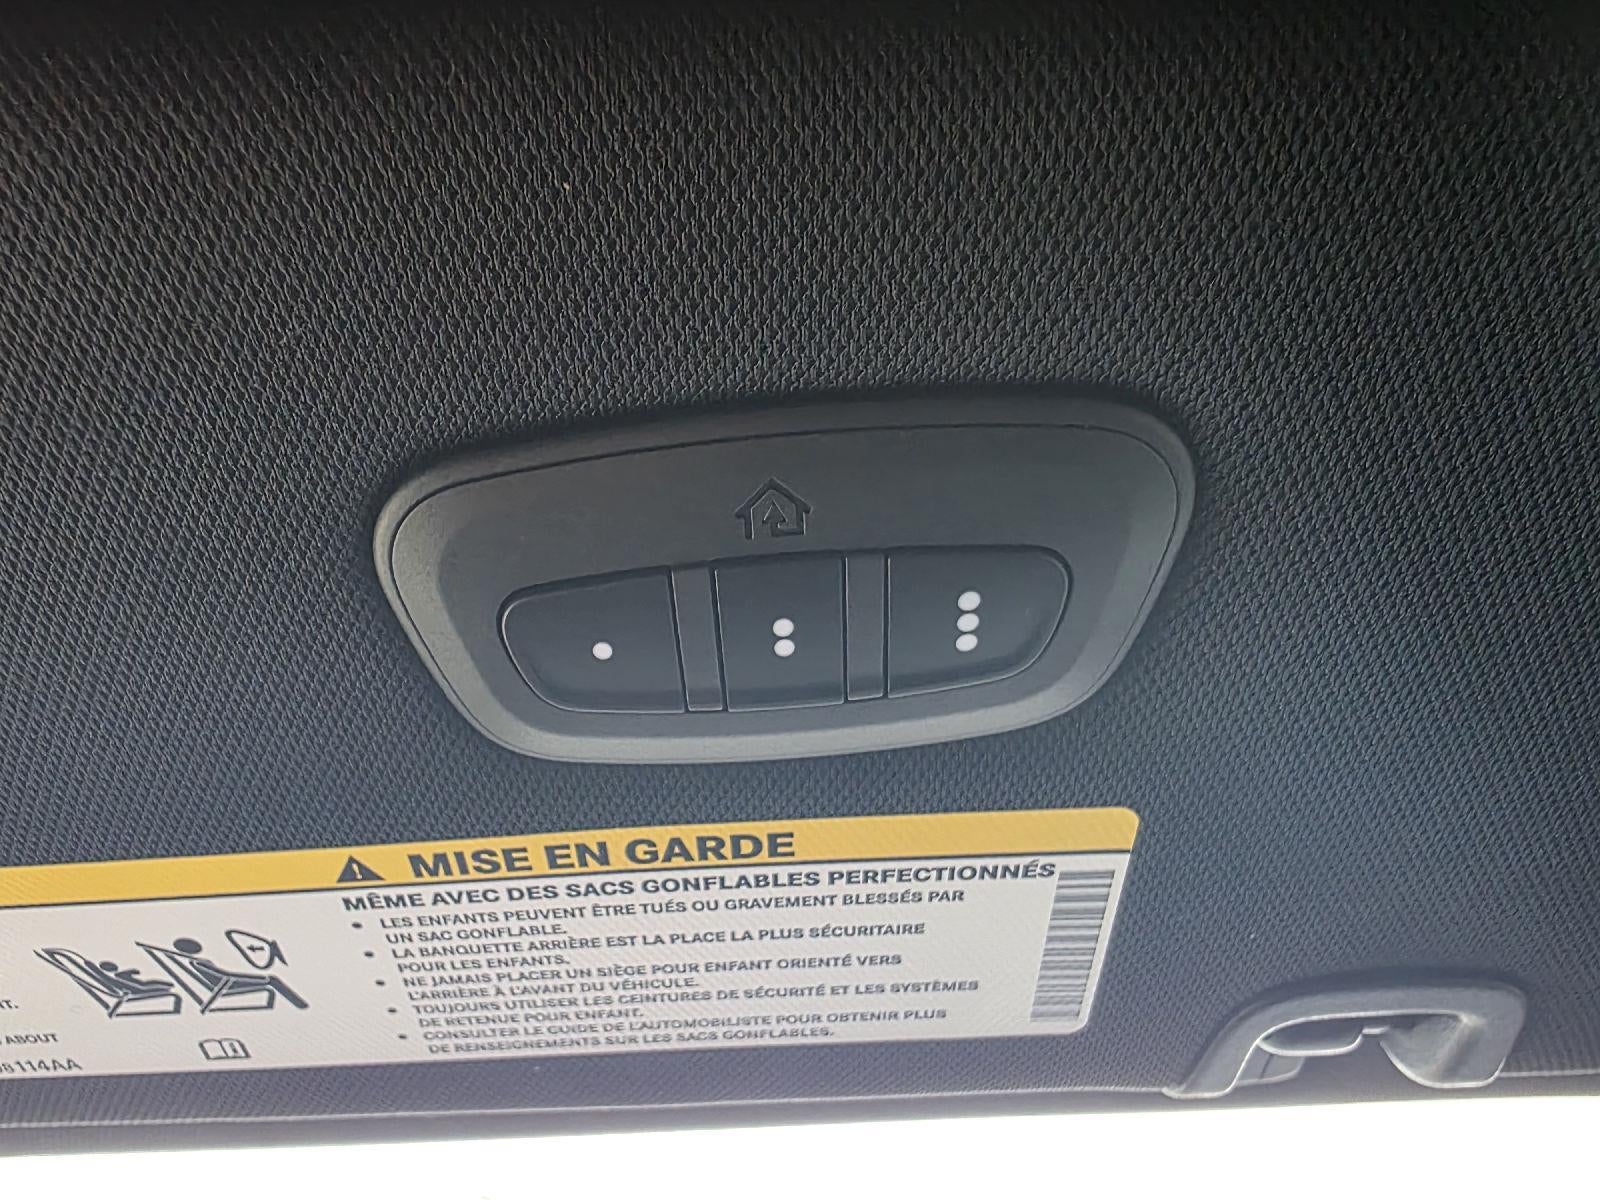 MISE EN GARDE
MÊME AVEC DES SACS GONFLABLES PERFECTIONNÉS
• LES ENFANTS PEUVENT ÊTRE TUÉS OU GRAVEMENT BLESSÉS PAR
UN SAC GONFLABLE.
• LA BANQUETTE ARRIÈRE EST LA PLACE LA PLUS SÉCURITAIRE
POUR LES ENFANTS.
• NE JAMAIS PLACER UN SIÈGE POUR ENFANT ORIENTÉ VERS
L'ARRIÈRE À L'AVANT DU VÉHICULE.
• TOUJOURS UTILISER LES CEINTURES DE SÉCURITÉ ET LES SYSTÈMES
DE RETENUE POUR ENFANT.
• CONSULTER LE GUIDE DE L'AUTOMOBILISTE POUR OBTENIR PLUS
DE RENSEIGNEMENTS SUR LES SACS GONFLABLES.
ABOUT
8114AA